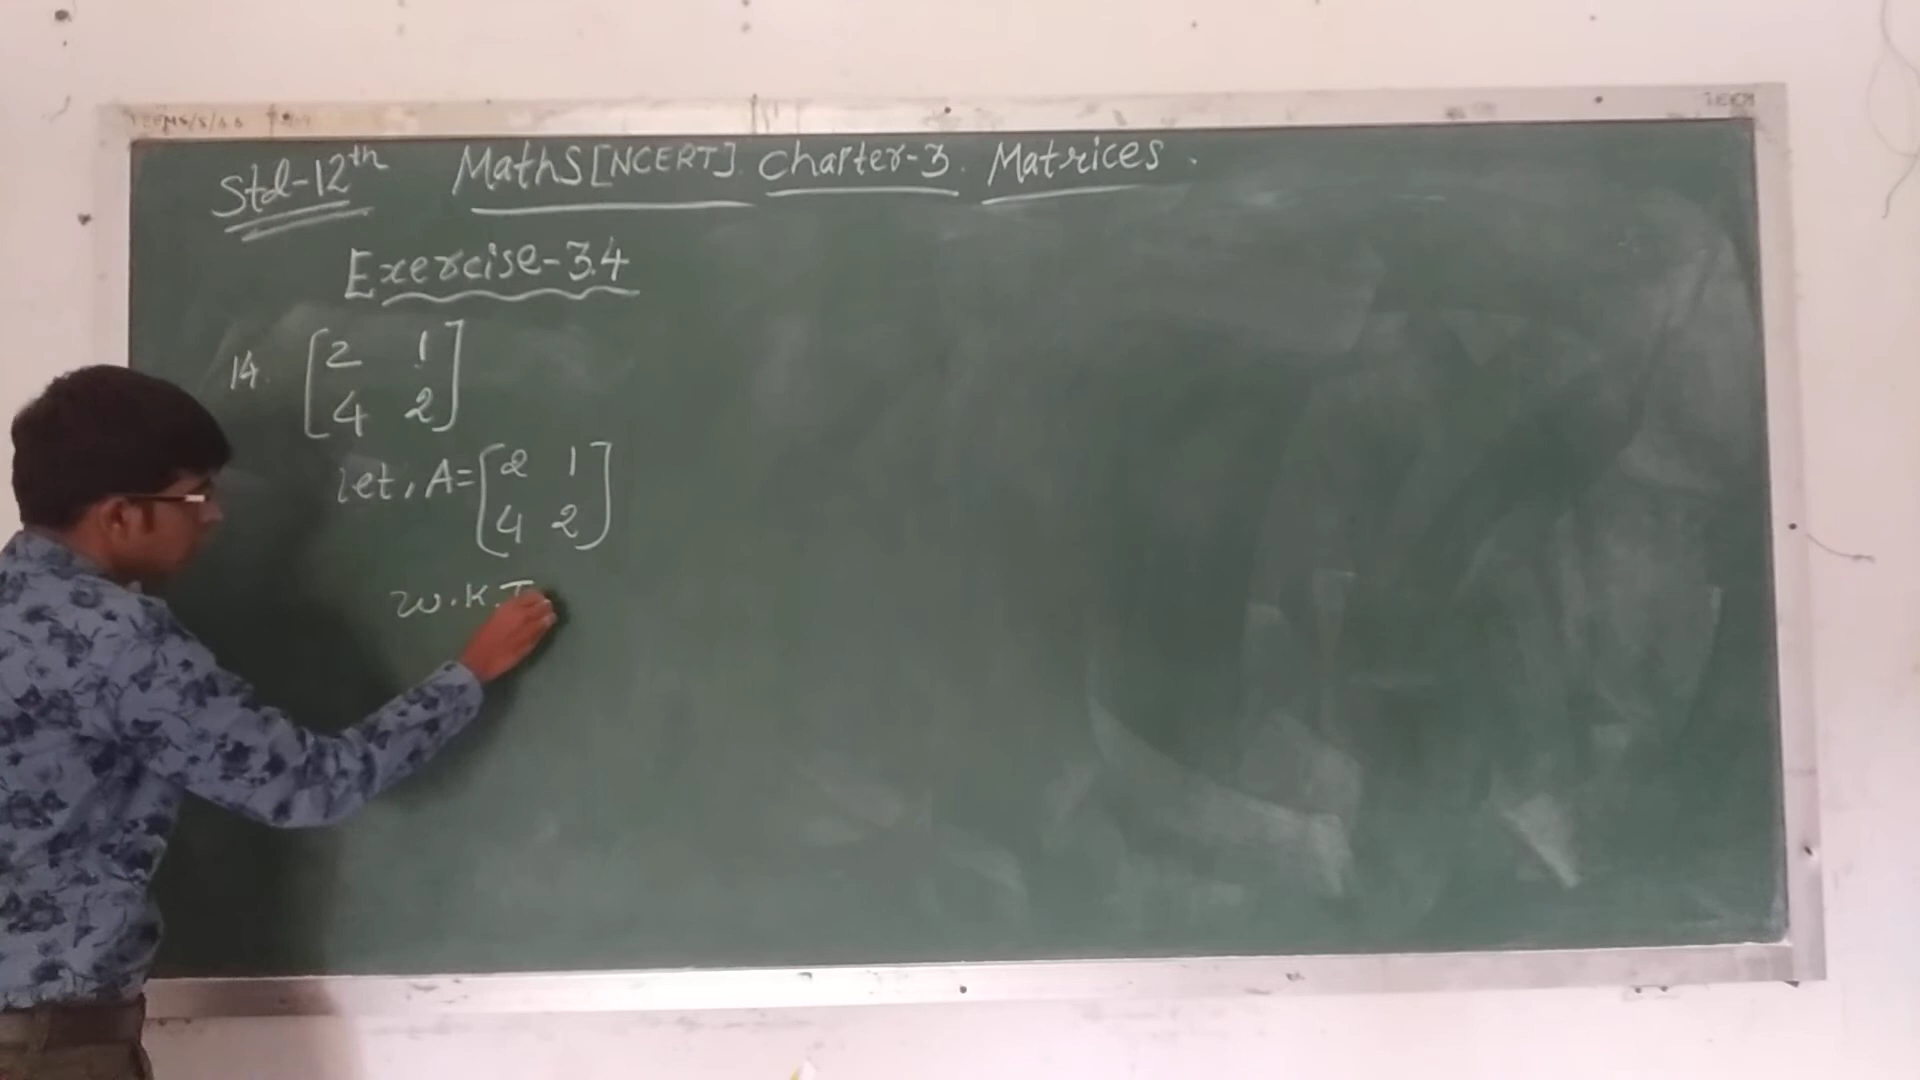 Std-12th Maths [NCERT]. Charter-3. Matrices.
Exercise-3.4
14. [2 1
4 2]
let, A=[2 1
4 2]
W.K.T